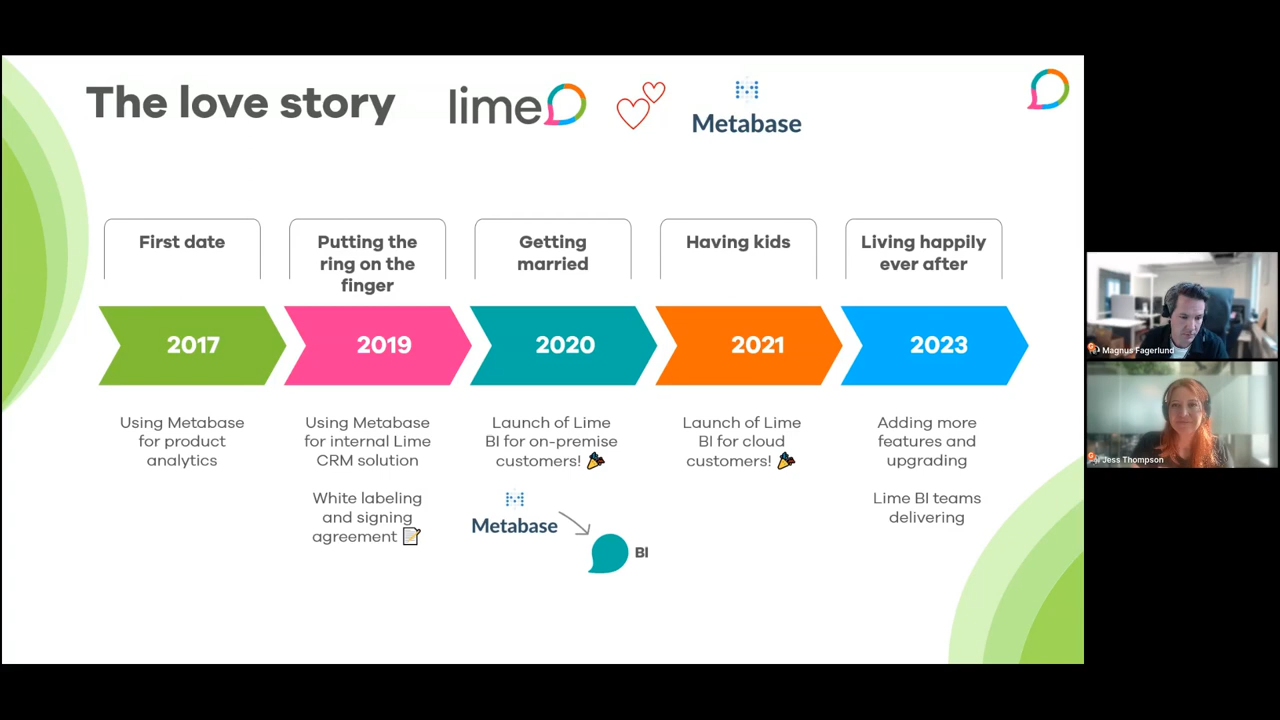 The love story
lime
Metabase
First date
Putting the
ring on the
finger
Getting
married
Having kids
Living happily
ever after
2017
2019
2020
2021
2023
Using Metabase
for product
analytics
Using Metabase
for internal Lime
CRM solution
White labeling
and signing
agreement
Launch of Lime
BI for on-premise
customers!
Metabase
BI
Launch of Lime
BI for cloud
customers!
Adding more
features and
upgrading
Lime BI teams
delivering
Magnus Fagerlund
Jess Thompson